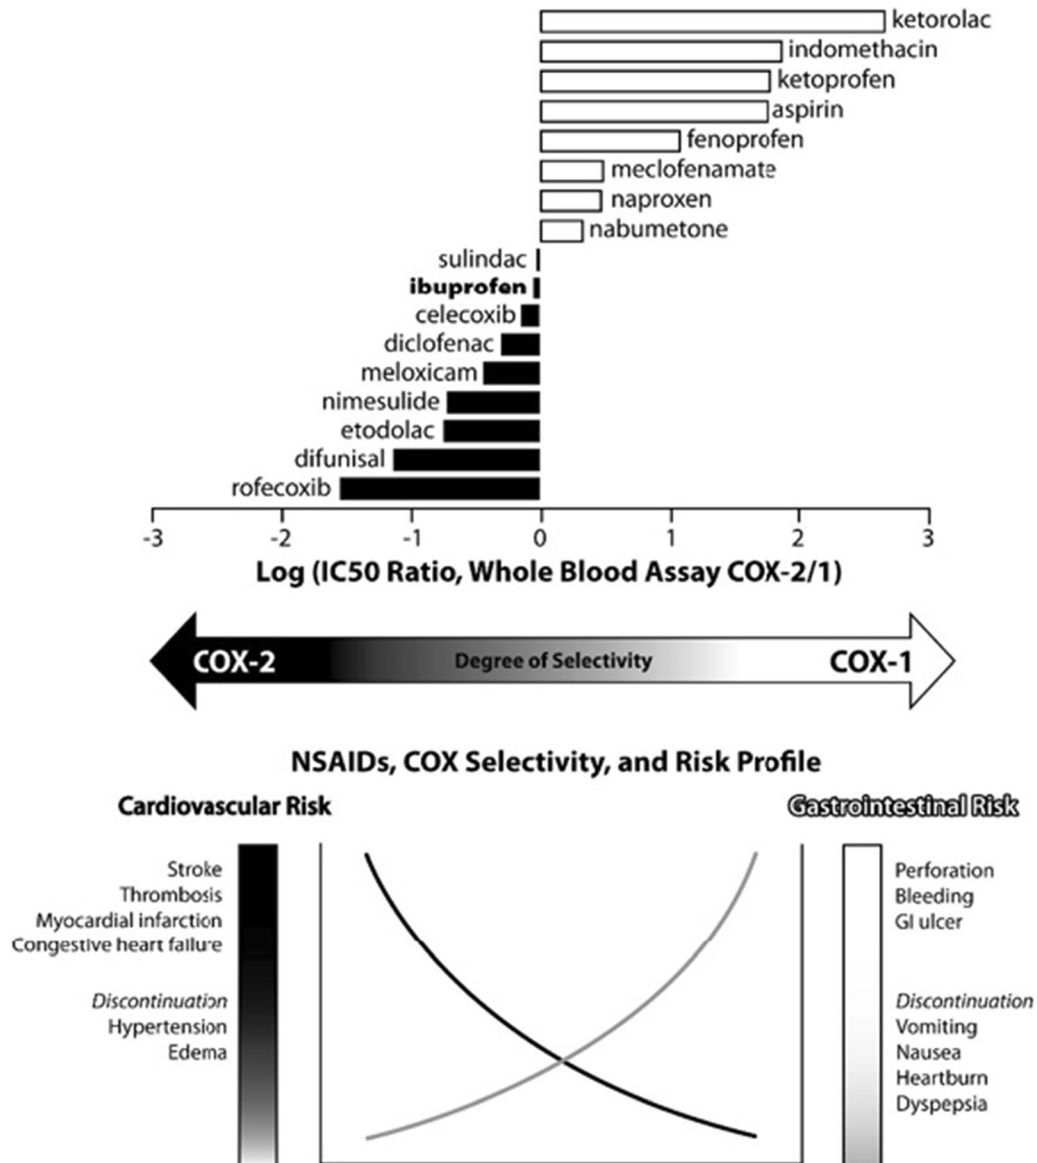 ketorolac
indomethacin
ketoprofen
aspirin
fenoprofen
meclofenamate
naproxen
nabumetone
sulindac
ibuprofen
celecoxib
diclofenac
meloxicam
nimesulide
etodolac
difunisal
rofecoxib
-3 -2 -1 0 1 2 3
Log (IC50 Ratio, Whole Blood Assay COX-2/1)
COX-2 Degree of Selectivity COX-1
NSAIDs, COX Selectivity, and Risk Profile
Cardiovascular Risk
Stroke
Thrombosis
Myocardial infarction
Congestive heart failure
Discontinuation
Hypertension
Edema
Gastrointestinal Risk
Perforation
Bleeding
GI ulcer
Discontinuation
Vomiting
Nausea
Heartburn
Dyspepsia